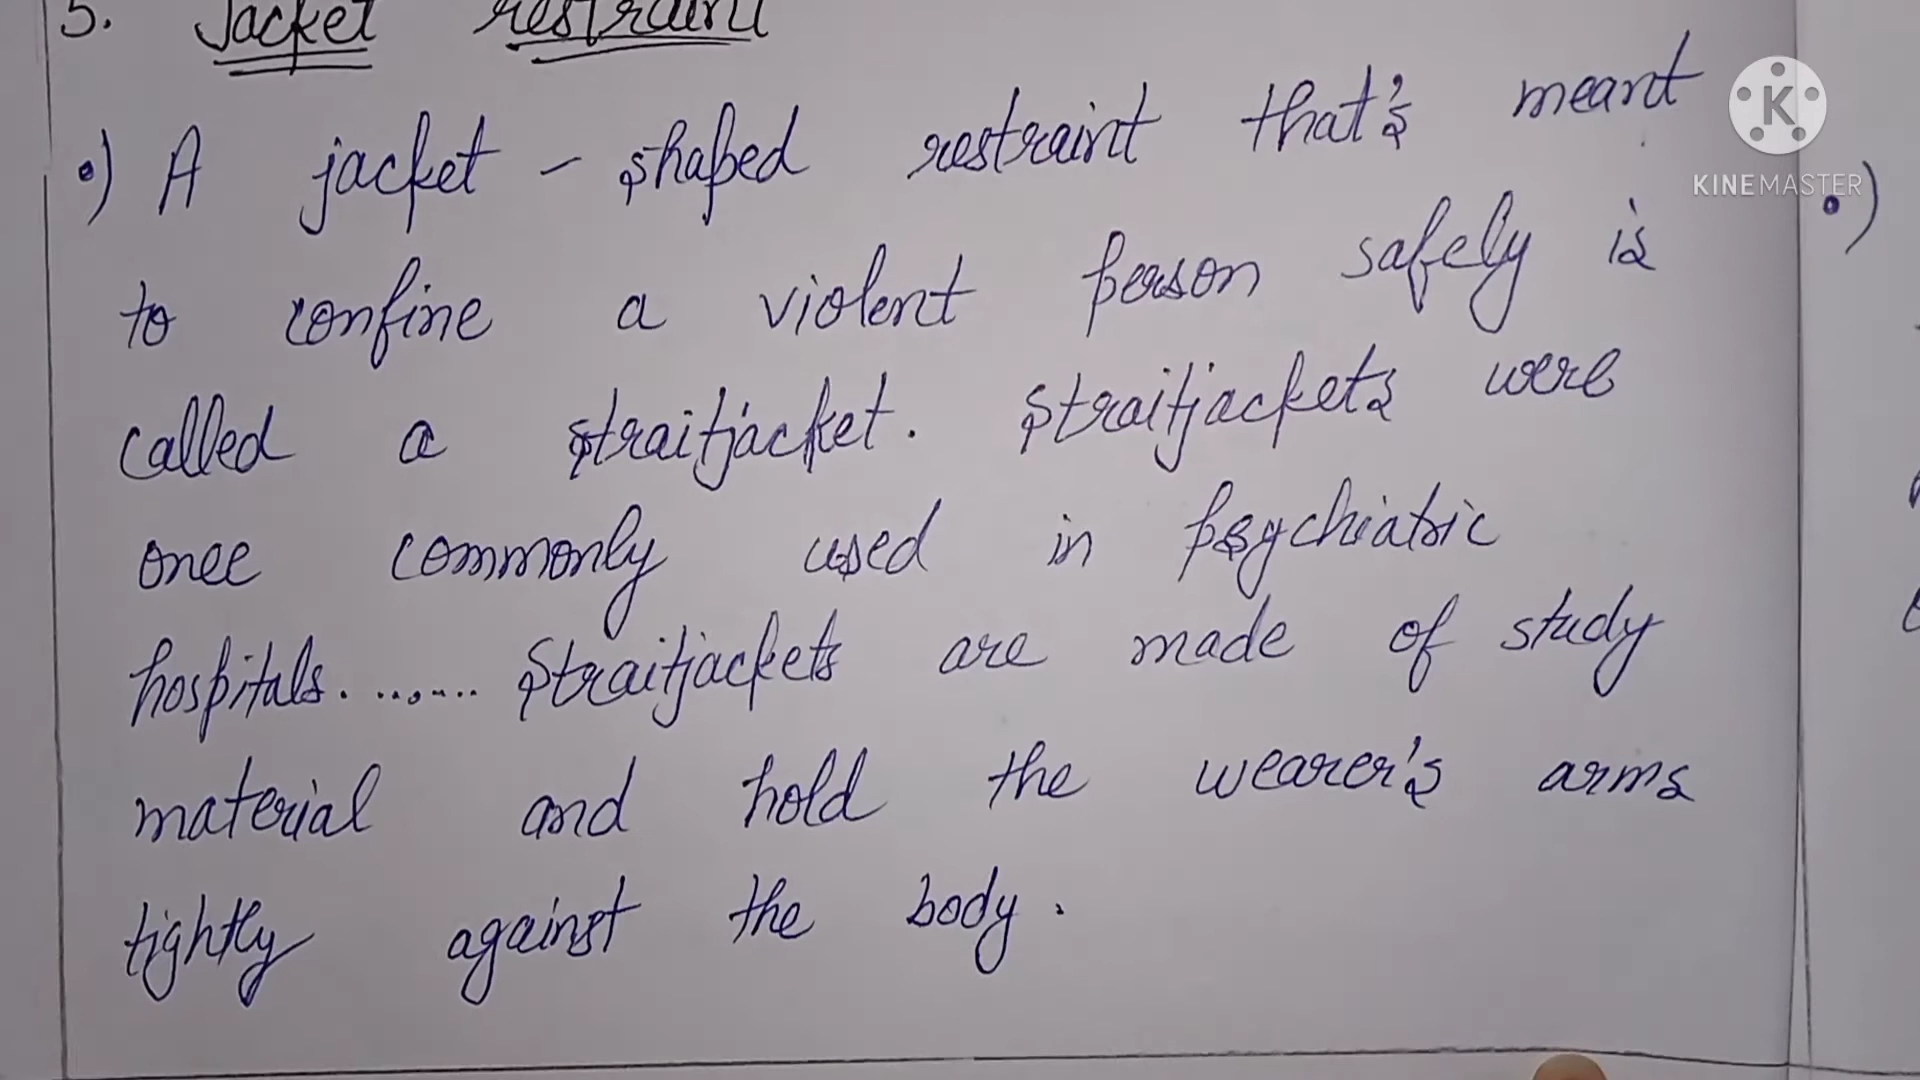 5. Jacket restraint
•) A jacket - shaped restraint that's meant
to confine a violent person safely is
called a straitjacket. Straitjackets were
once commonly used in psychiatric
hospitals........ Straitjackets are made of study
material and hold the wearer's arms
tightly against the body.
K
KINEMASTER
•)